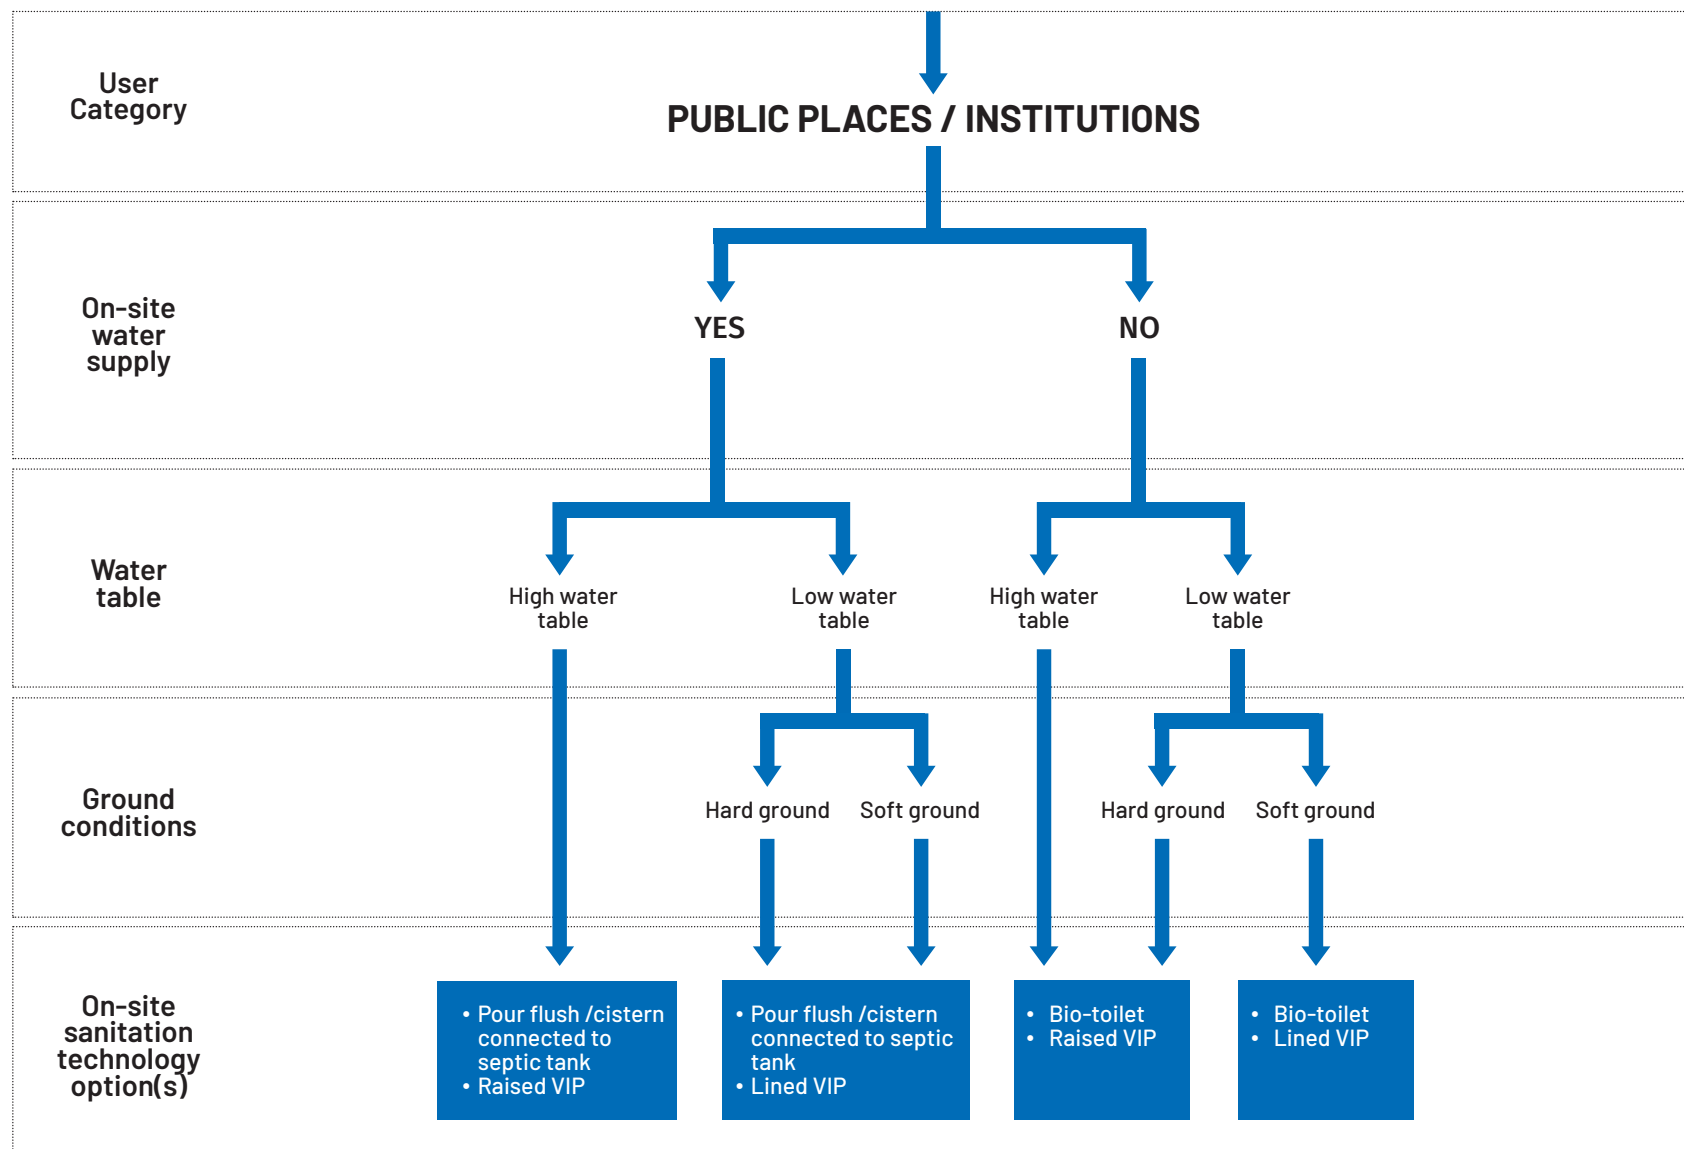 User
Category
PUBLIC PLACES / INSTITUTIONS
On-site
water
supply
YES
NO
Water
table
High water
table
Low water
table
High water
table
Low water
table
Ground
conditions
Hard ground
Soft ground
Hard ground
Soft ground
On-site
sanitation
technology
option(s)
• Pour flush /cistern
connected to
septic tank
• Raised VIP
• Pour flush /cistern
connected to septic
tank
• Lined VIP
• Bio-toilet
• Raised VIP
• Bio-toilet
• Lined VIP